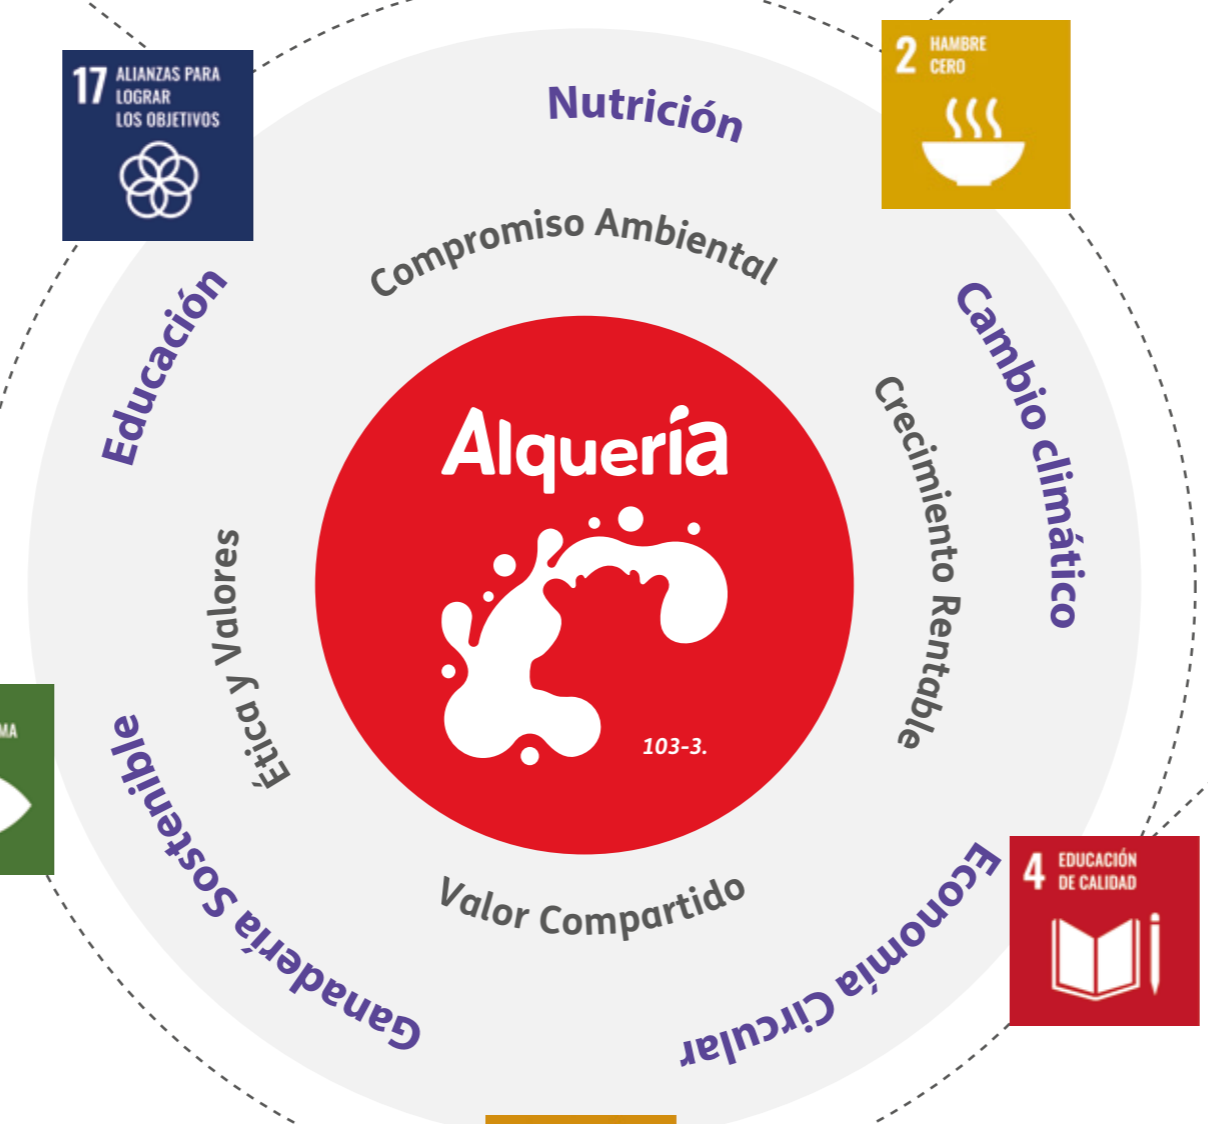 17 ALIANZAS PARA
LOGRAR
LOS OBJETIVOS
2 HAMBRE
CERO
Nutrición
Compromiso Ambiental
Educación
Cambio climático
Crecimiento Rentable
Alquería
103-3.
Ética y Valores
MA
Ganadería Sostenible
Valor Compartido
Economía Circular
4 EDUCACIÓN
DE CALIDAD